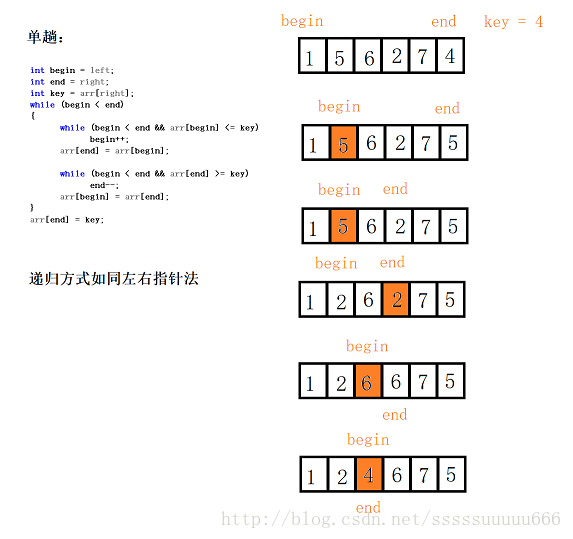 单趟:
int begin = left;
int end = right;
int key = arr[right];
while (begin < end)
{
while (begin < end && arr[begin] <= key)
begin++;
arr[end] = arr[begin];
while (begin < end && arr[end] >= key)
end--;
arr[begin] = arr[end];
}
arr[end] = key;
递归方式如同左右指针法
begin end key = 4
1 5 6 2 7 4
begin end
1 5 6 2 7 5
begin end
1 5 6 2 7 5
begin end
1 2 6 2 7 5
begin
1 2 6 6 7 5
end
begin
1 2 4 6 7 5
end
http://blog.csdn.net/sssssuuuuu666